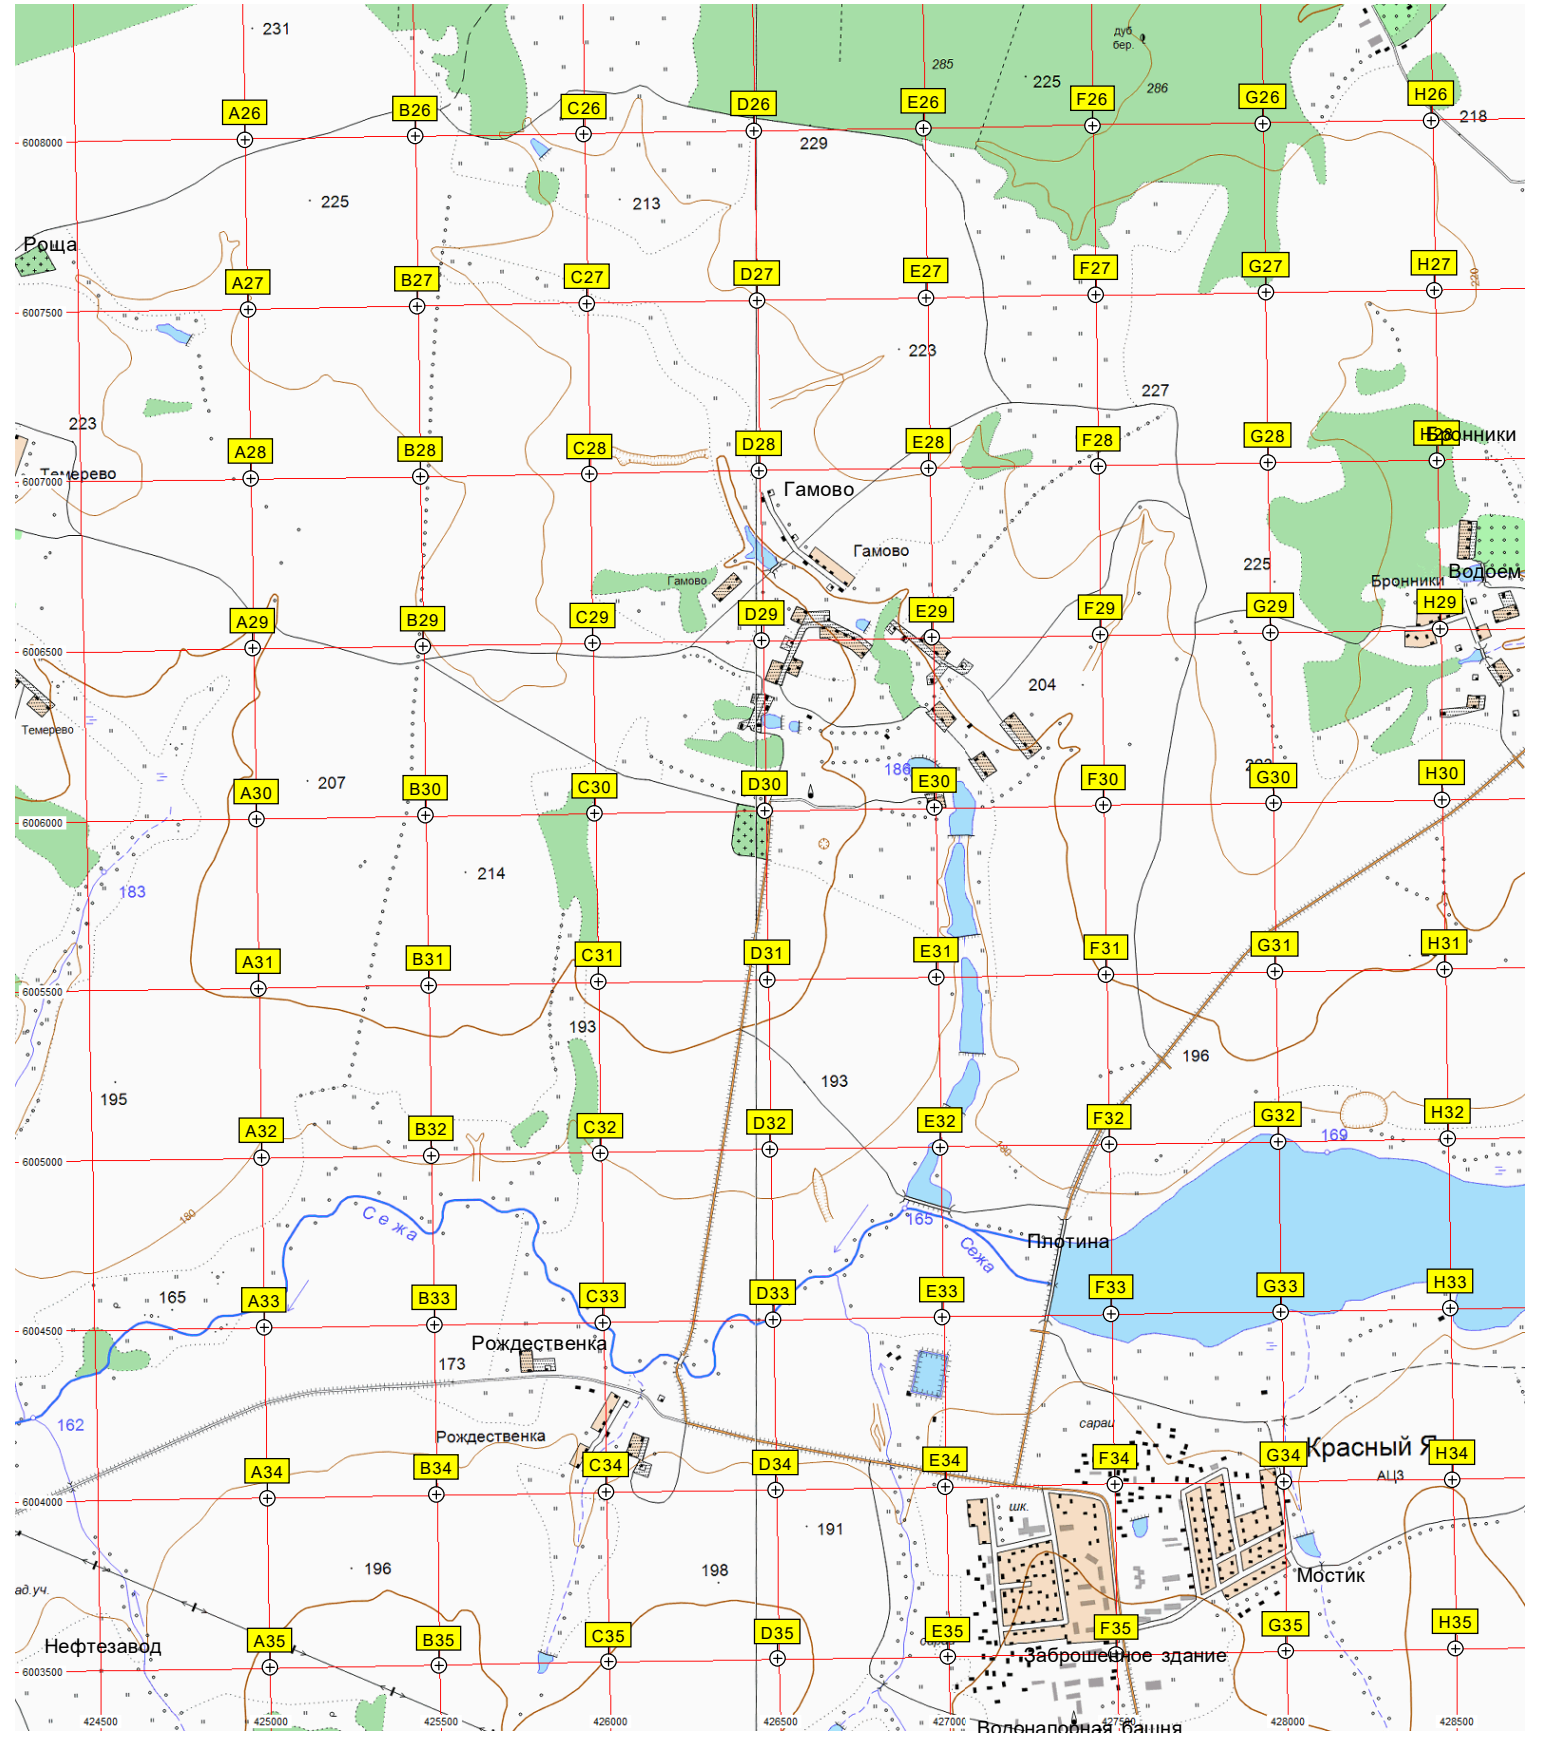 231
дуб.
бер.
285
225
286
A26
B26
C26
D26
E26
F26
G26
H26
218
6008000
229
225
213
Роща
A27
B27
C27
D27
E27
F27
G27
H27
220
6007500
223
227
223
A28
B28
C28
D28
E28
F28
G28
H28
Бронники
Темерево
6007000
Гамово
Гамово
Гамово
225
Бронники
Водоем
A29
B29
C29
D29
E29
F29
G29
H29
6006500
204
Темерево
186
207
A30
B30
C30
D30
E30
F30
G30
H30
6006000
214
183
A31
B31
C31
D31
E31
F31
G31
H31
6005500
193
196
193
195
A32
B32
C32
D32
E32
F32
G32
H32
169
180
6005000
180
Сежа
165
Сежа
Плотина
165
A33
B33
C33
D33
E33
F33
G33
H33
6004500
Рождественка
173
162
Рождественка
сараи
Красный Я
АЦЗ
A34
B34
C34
D34
E34
F34
G34
H34
6004000
шк.
191
196
198
Мостик
ад.уч.
Нефтезавод
A35
B35
C35
D35
E35
F35
G35
H35
Заброшенное здание
6003500
424500
425000
425500
426000
426500
427000
427500
428000
428500
Водонапорная башня